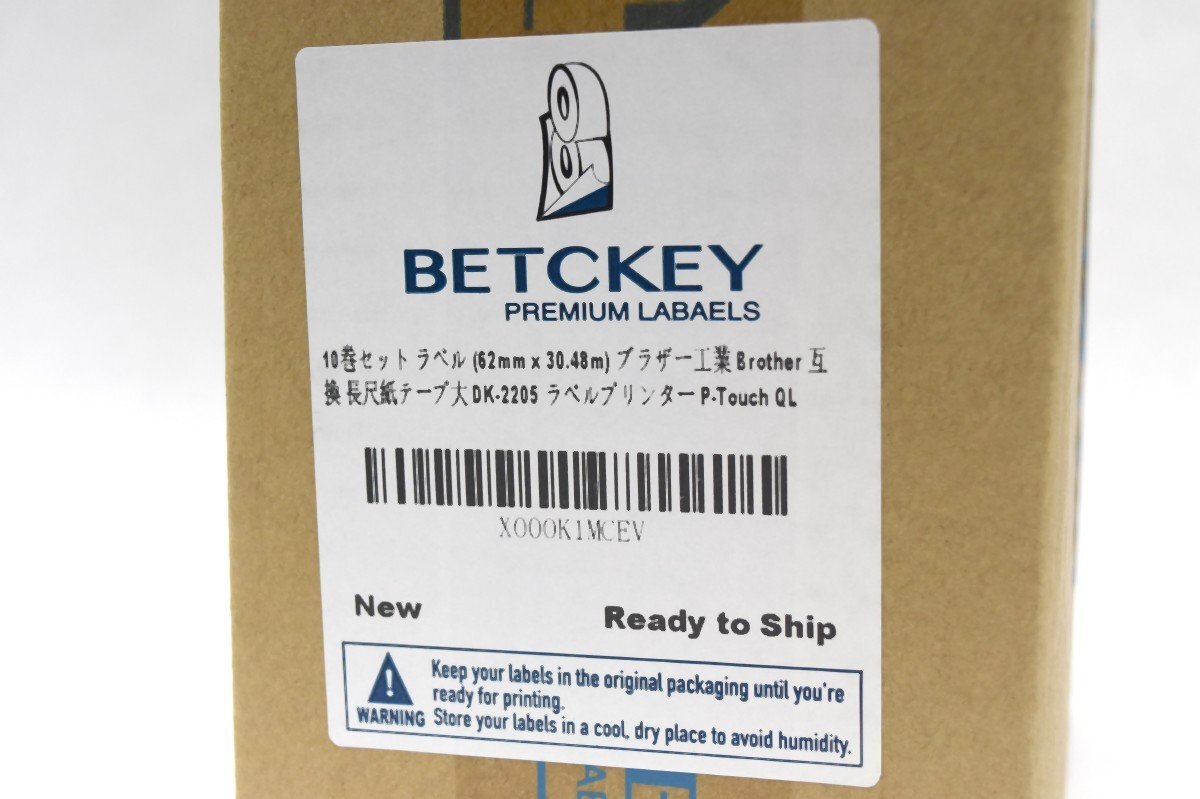 BETCKEY
PREMIUM LABAELS
10巻セット ラベル (62mm x 30.48m) ブラザー工業 Brother 互
換 長尺紙テープ大 DK-2205 ラベルプリンター P-Touch QL
X000K1MCEV
New
Ready to Ship
WARNING
Keep your labels in the original packaging until you're
ready for printing.
Store your labels in a cool, dry place to avoid humidity.